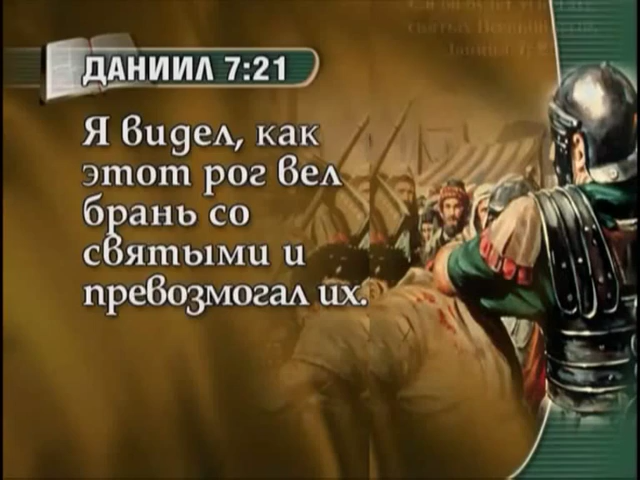 ДАНИИЛ 7:21
Я видел, как
этот рог вел
брань со
святыми и
превозмогал их.